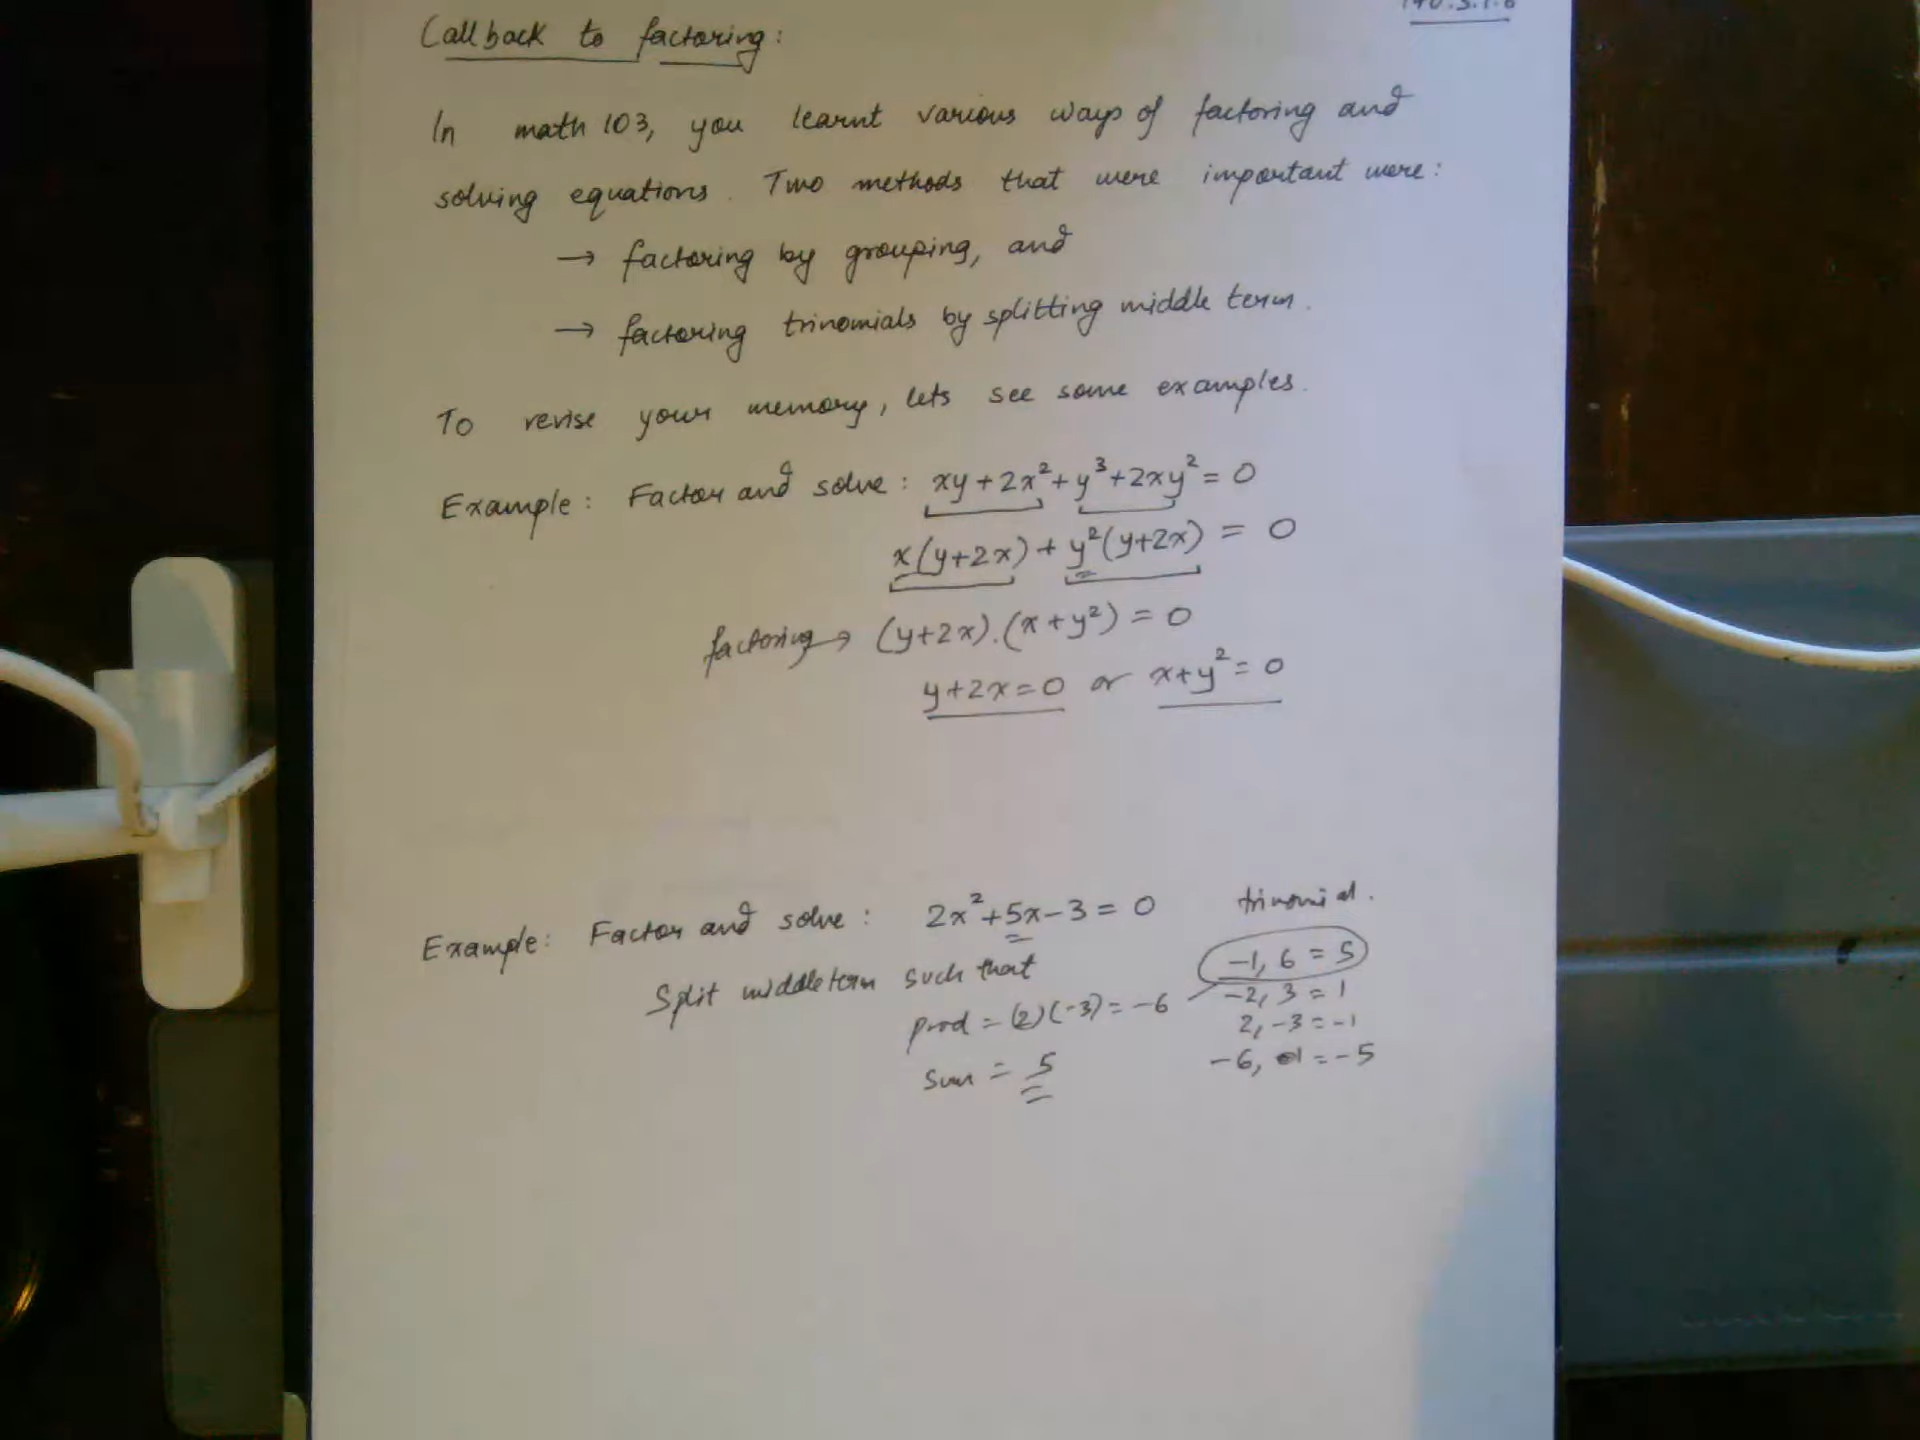 Callback to factoring:
In math 103, you learnt various ways of factoring and
solving equations. Two methods that were important were:
→ factoring by grouping, and
→ factoring trinomials by splitting middle term.
To revise your memory, lets see some examples.
Example: Factor and solve: xy+2x²+y³+2xy²=0
x(y+2x)+y²(y+2x) = 0
factoring→ (y+2x).(x+y²)=0
y+2x=0 or x+y²=0
Example: Factor and solve: 2x²+5x-3=0 trinomial.
Split middle term such that
-1, 6 = 5
prod = (2)(-3)=-6
-2, 3 = 1
2, -3=-1
sum = 5
-6, 1=-5